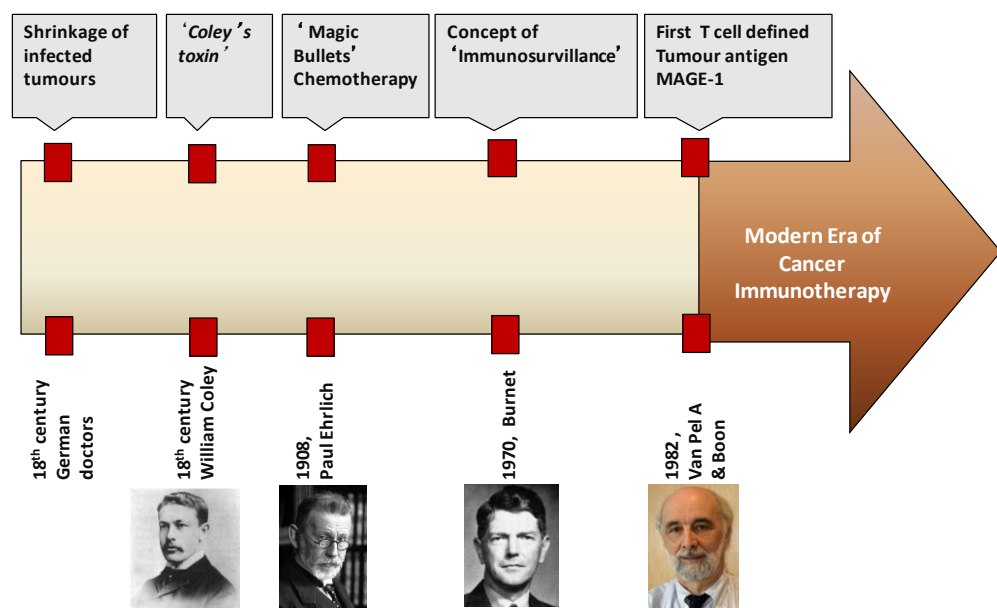 Shrinkage of
infected
tumours
‘Coley’s
toxin’
‘Magic
Bullets’
Chemotherapy
Concept of
‘Immunosurvillance’
First T cell defined
Tumour antigen
MAGE-1
Modern Era of
Cancer
Immunotherapy
18th century
German
doctors
18th century
William Coley
1908,
Paul Ehrlich
1970, Burnet
1982 ,
Van Pel A
& Boon